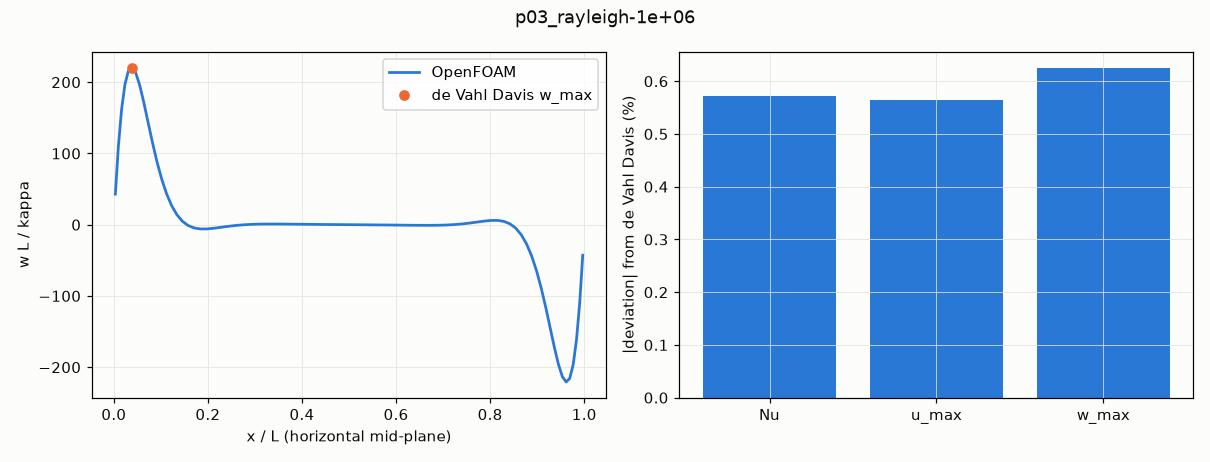 p03_rayleigh-1e+06
w L / kappa
200
100
0
−100
−200
OpenFOAM
de Vahl Davis w_max
0.0 0.2 0.4 0.6 0.8 1.0
x / L (horizontal mid-plane)
|deviation| from de Vahl Davis (%)
0.6
0.5
0.4
0.3
0.2
0.1
0.0
Nu u_max w_max